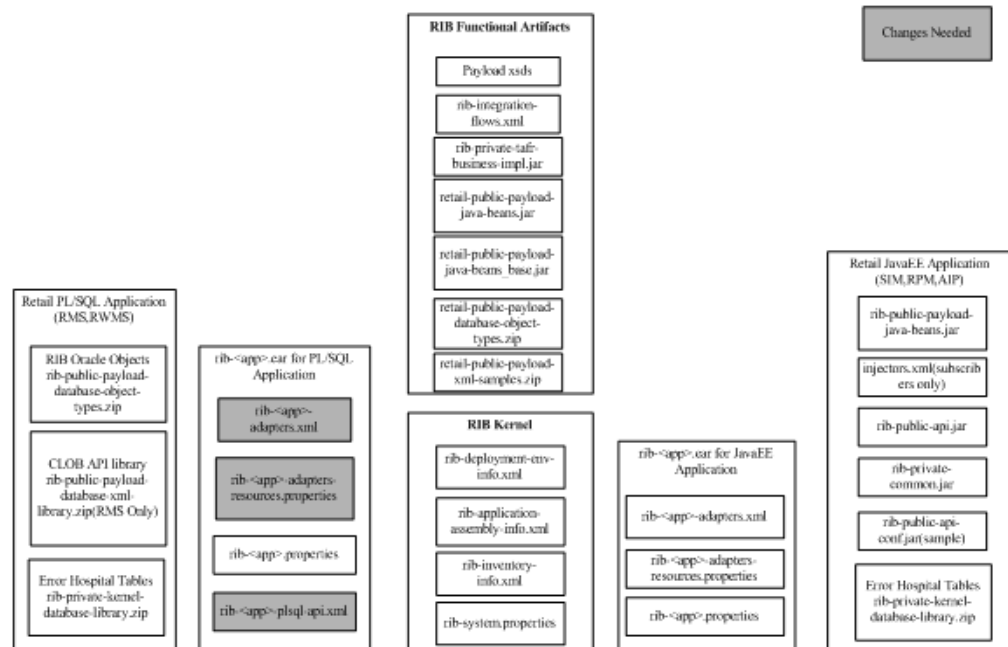 RIB Functional Artifacts
Payload xsds
rib-integration-
flows.xml
rib-private-tafr-
business-impl.jar
retail-public-payload-
java-beans.jar
retail-public-payload-
java-beans_base.jar
retail-public-payload-
database-object-
types.zip
retail-public-payload-
xml-samples.zip
Changes Needed
Retail PL/SQL Application
(RMS,RWMS)
RIB Oracle Objects
rib-public-payload-
database-object-
types.zip
CLOB API library
rib-public-payload-
database-xml-
library.zip(RMS Only)
Error Hospital Tables
rib-private-kernel-
database-library.zip
rib-<app>.ear for PL/SQL
Application
rib-<app>-
adapters.xml
rib-<app>-adapters-
resources.properties
rib-<app>.properties
rib-<app>-plsql-api.xml
RIB Kernel
rib-deployment-env-
info.xml
rib-application-
assembly-info.xml
rib-inventory-
info.xml
rib-system.properties
rib-<app>.ear for JavaEE
Application
rib-<app>-adapters.xml
rib-<app>-adapters-
resources.properties
rib-<app>.properties
Retail JavaEE Application
(SIM,RPM,AIP)
rib-public-payload-
java-beans.jar
injectors.xml(subscri
bers only)
rib-public-api.jar
rib-private-
common.jar
rib-public-api-
conf.jar(sample)
Error Hospital Tables
rib-private-kernel-
database-library.zip